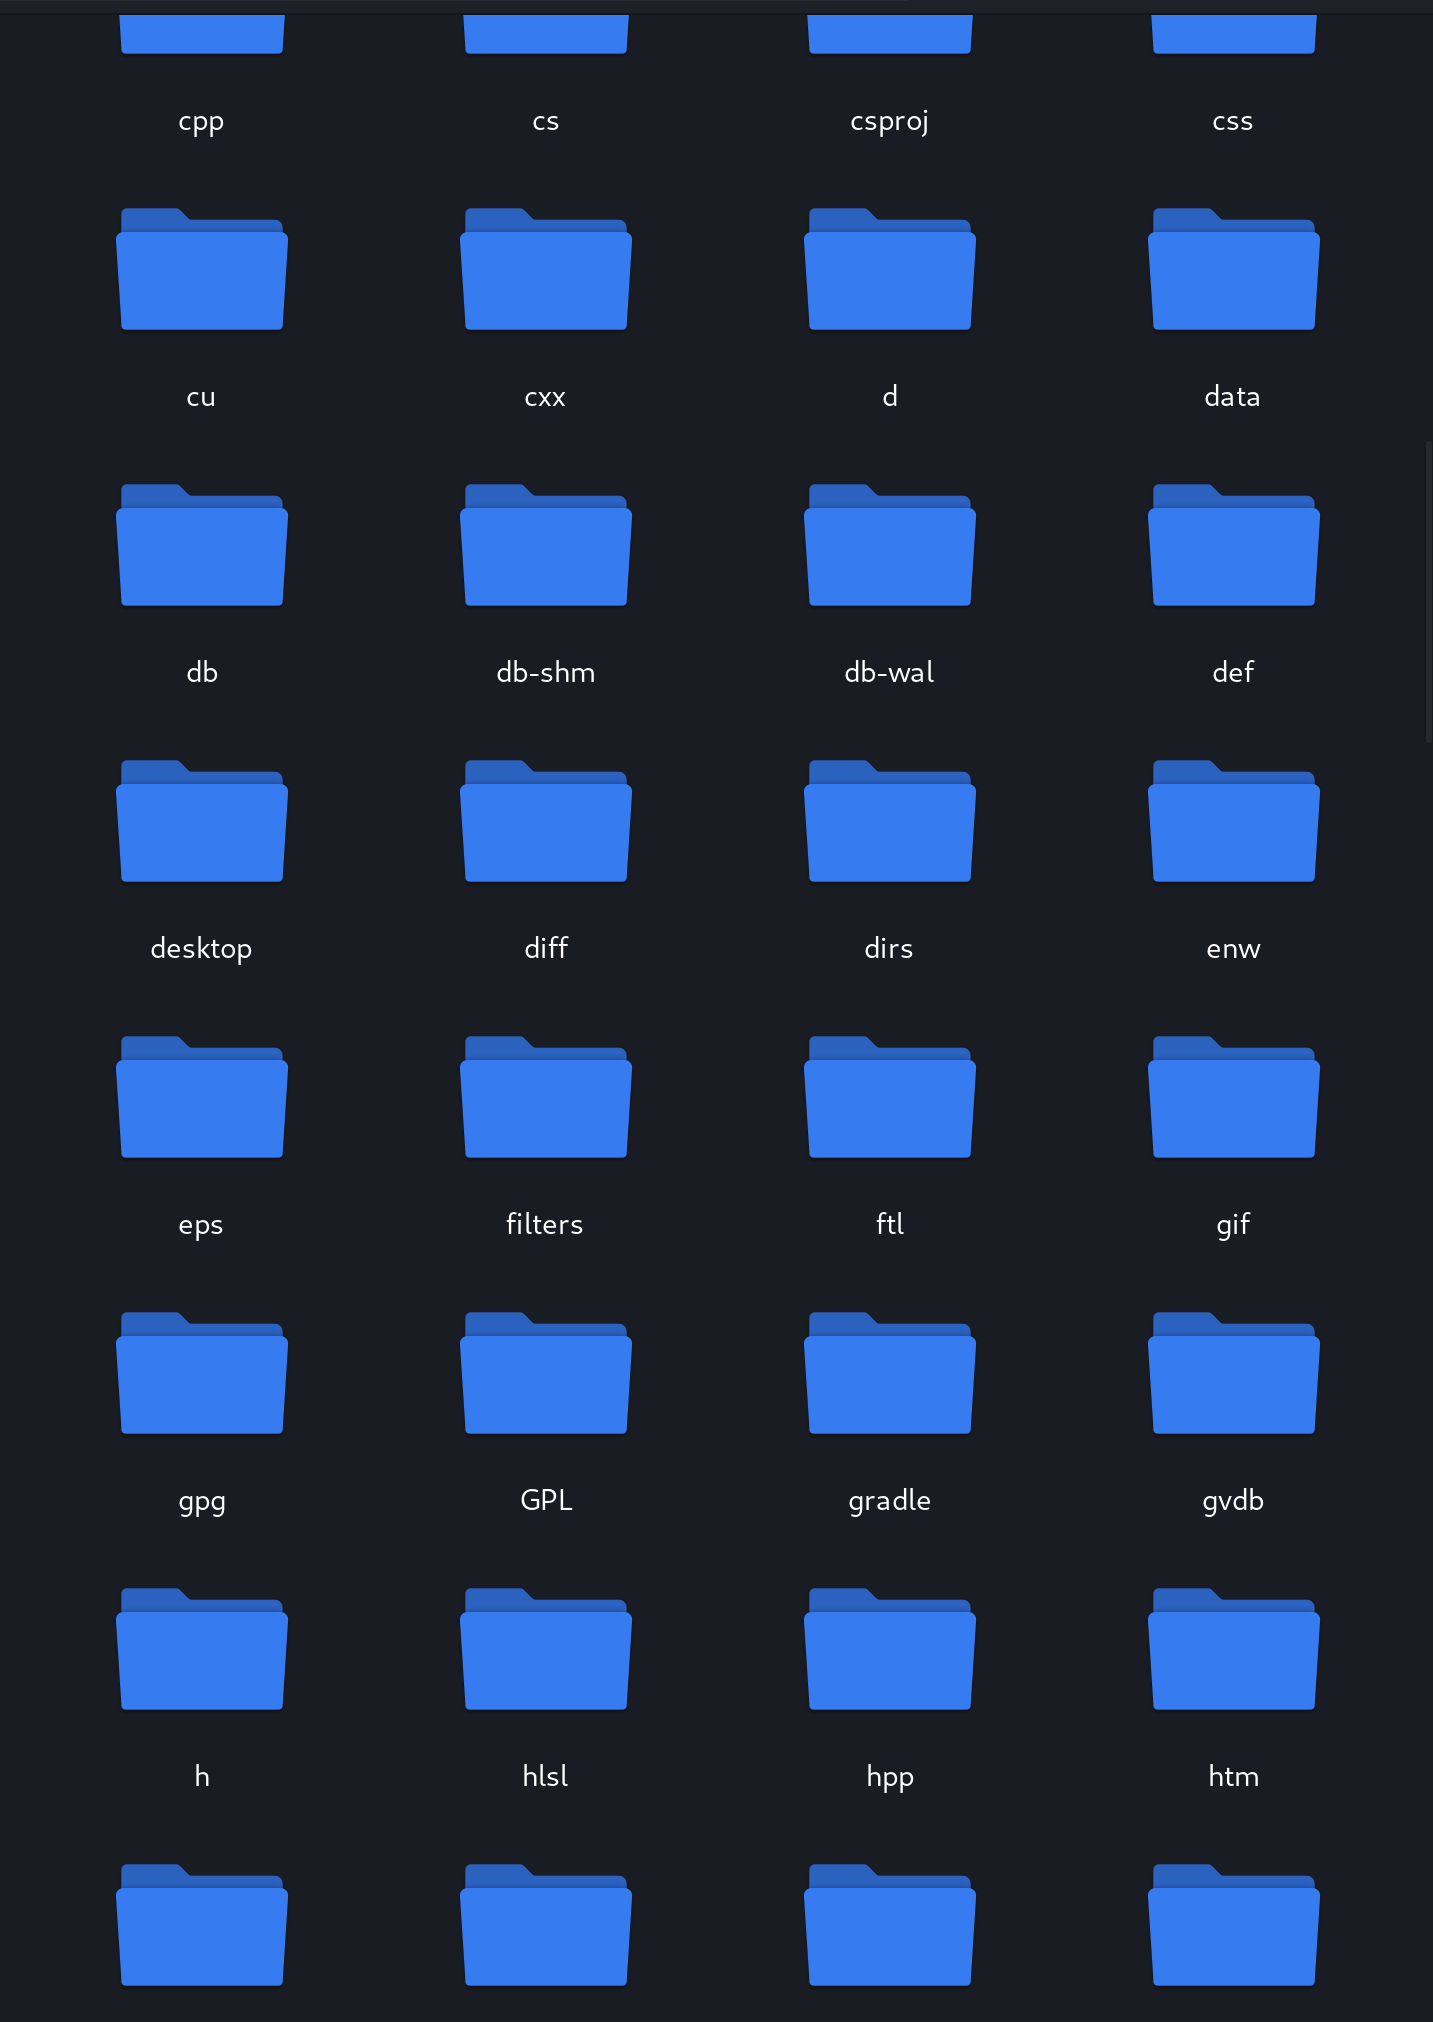 cpp
cs
csproj
css
cu
cxx
d
data
db
db-shm
db-wal
def
desktop
diff
dirs
enw
eps
filters
ftl
gif
gpg
GPL
gradle
gvdb
h
hlsl
hpp
htm